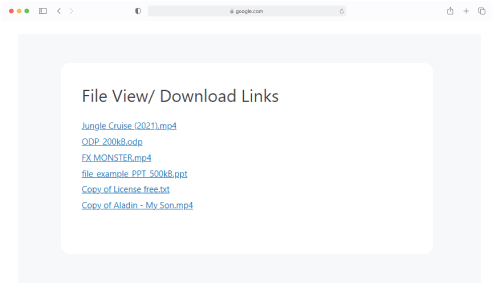 google.com
File View/ Download Links
Jungle Cruise (2021).mp4
ODP_200kB.odp
FX MONSTER.mp4
file_example_PPT_500kB.ppt
Copy of License free.txt
Copy of Aladin - My Son.mp4